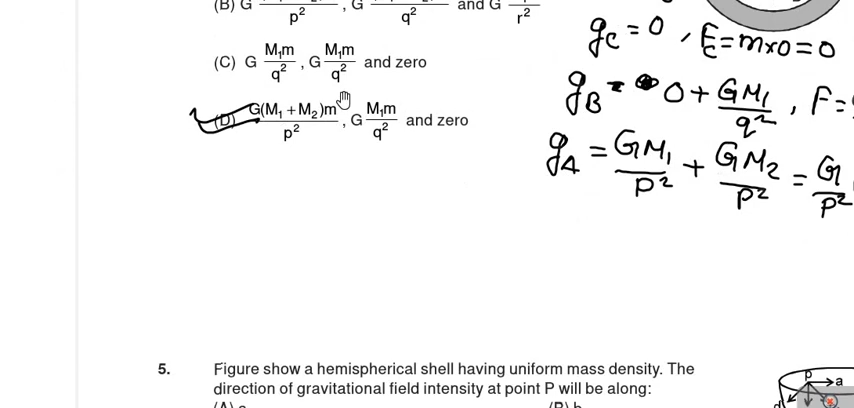 (B) G p² , G q² and G r²
(C) G M₁m/q² , G M₁m/q² and zero
(D) G(M₁ + M₂)m/p² , G M₁m/q² and zero
g_C = 0 , F = m×0 = 0
g_B = 0 + GM₁/q² , F =
g_A = GM₁/p² + GM₂/p² = G/p²
5. Figure show a hemispherical shell having uniform mass density. The
direction of gravitational field intensity at point P will be along:
(A) a (B) b
P a
d